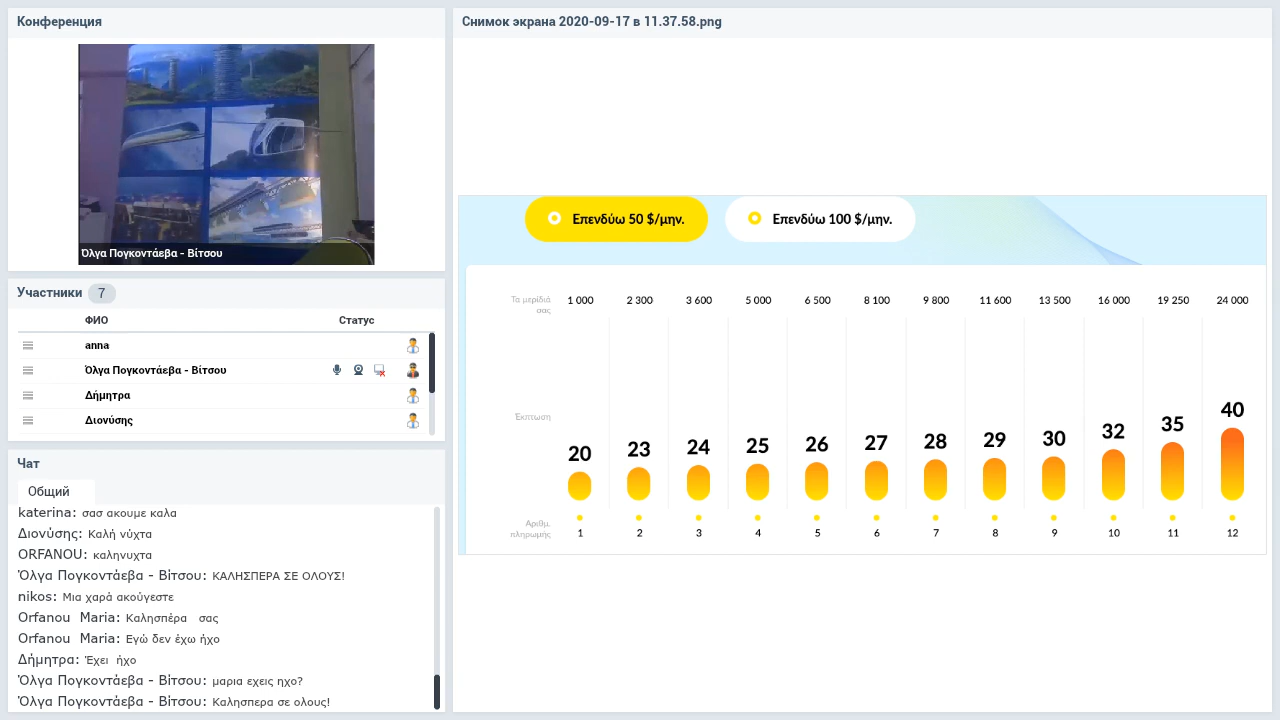 Конференция
Όλγα Πογκοντάεβα - Βίτσου
Участники 7
ФИО Статус
anna
Όλγα Πογκοντάεβα - Βίτσου
Δήμητρα
Διονύσης
Чат
Общий
katerina: σασ ακουμε καλα
Διονύσης: Καλή νύχτα
ORFANOU: καληνυχτα
Όλγα Πογκοντάεβα - Βίτσου: ΚΑΛΗΣΠΕΡΑ ΣΕ ΟΛΟΥΣ!
nikos: Μια χαρά ακούγεστε
Orfanou Maria: Καλησπέρα σας
Orfanou Maria: Εγώ δεν έχω ήχο
Δήμητρα: Έχει ήχο
Όλγα Πογκοντάεβα - Βίτσου: μαρια εχεις ηχο?
Όλγα Πογκοντάεβα - Βίτσου: Καλησπερα σε ολους!
Снимок экрана 2020-09-17 в 11.37.58.png
Επενδύω 50 $/μην. Επενδύω 100 $/μην.
Τα μερίδιά
σας
1 000 2 300 3 600 5 000 6 500 8 100 9 800 11 600 13 500 16 000 19 250 24 000
Έκπτωση
20 23 24 25 26 27 28 29 30 32 35 40
Αριθμ.
πληρωμής
1 2 3 4 5 6 7 8 9 10 11 12